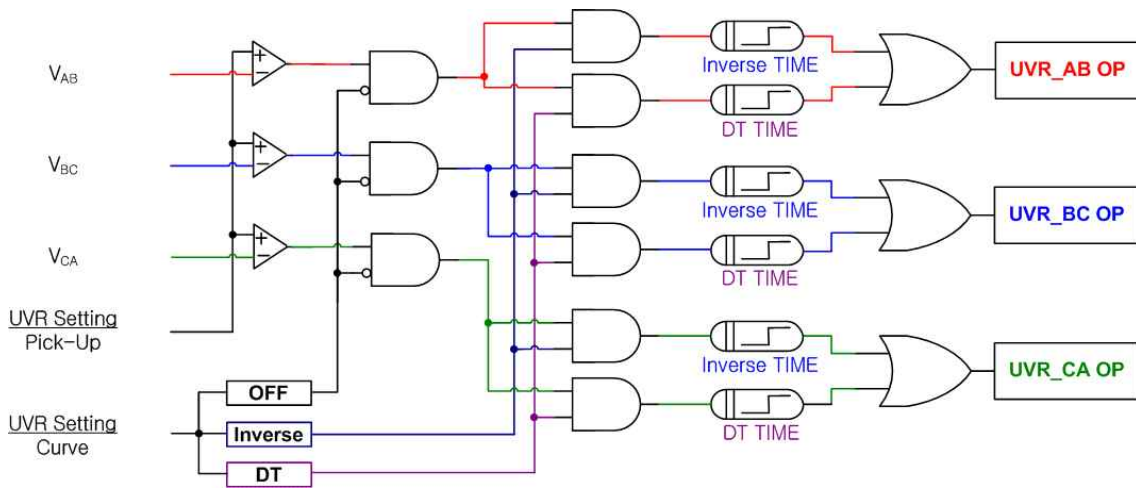 V_AB
Inverse TIME
UVR_AB OP
DT TIME
V_BC
Inverse TIME
UVR_BC OP
DT TIME
V_CA
UVR Setting
Pick-Up
Inverse TIME
UVR_CA OP
DT TIME
OFF
UVR Setting
Curve
Inverse
DT
+
−
+
−
+
−